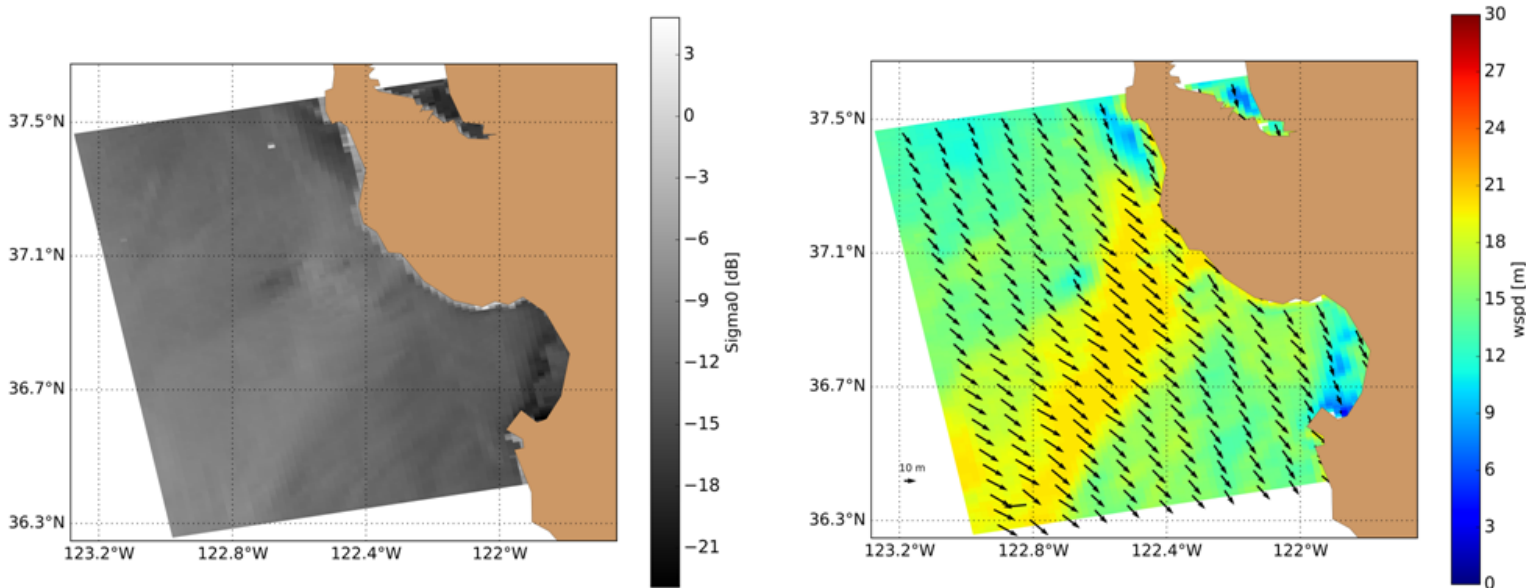 37.5°N
37.1°N
36.7°N
36.3°N
123.2°W 122.8°W 122.4°W 122°W
3
0
−3
−6
−9
−12
−15
−18
−21
Sigma0 [dB]
37.5°N
37.1°N
36.7°N
36.3°N
10 m
123.2°W 122.8°W 122.4°W 122°W
30
27
24
21
18
15
12
9
6
3
0
wspd [m]